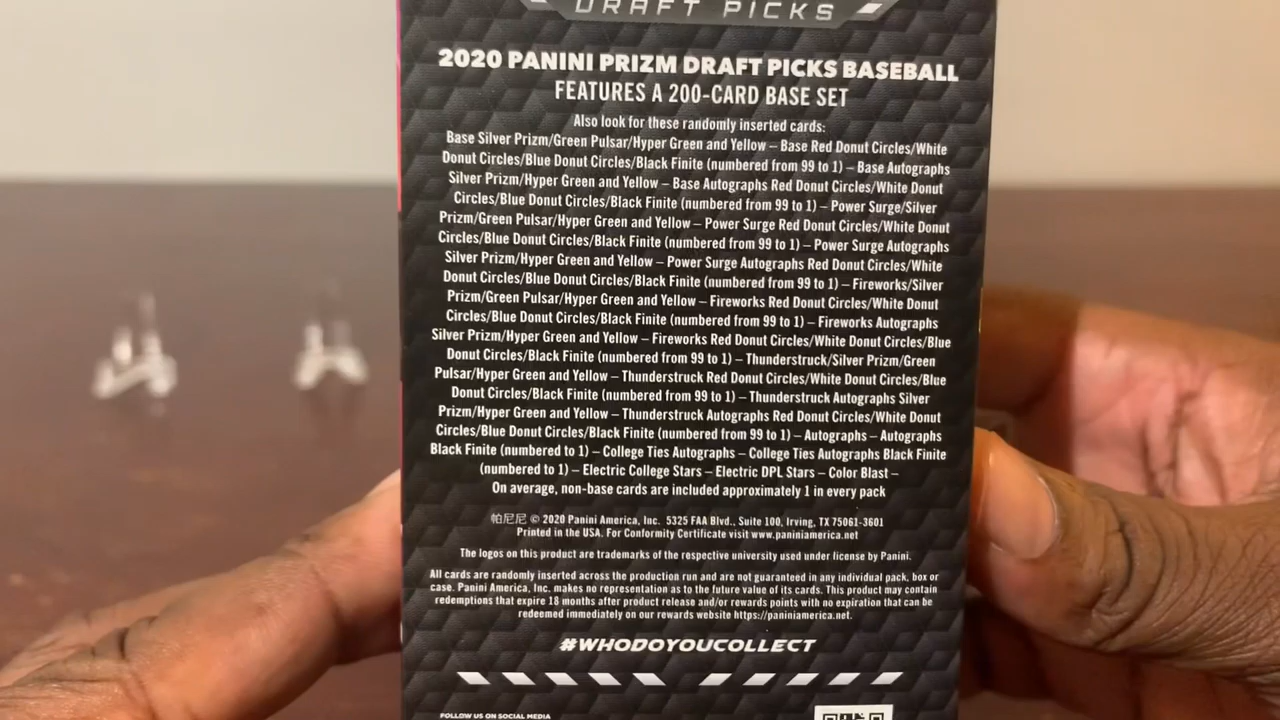 DRAFT PICKS
2020 PANINI PRIZM DRAFT PICKS BASEBALL
FEATURES A 200-CARD BASE SET
Also look for these randomly inserted cards:
Base Silver Prizm/Green Pulsar/Hyper Green and Yellow – Base Red Donut Circles/White
Donut Circles/Blue Donut Circles/Black Finite (numbered from 99 to 1) – Base Autographs
Silver Prizm/Hyper Green and Yellow – Base Autographs Red Donut Circles/White Donut
Circles/Blue Donut Circles/Black Finite (numbered from 99 to 1) – Power Surge/Silver
Prizm/Green Pulsar/Hyper Green and Yellow – Power Surge Red Donut Circles/White Donut
Circles/Blue Donut Circles/Black Finite (numbered from 99 to 1) – Power Surge Autographs
Silver Prizm/Hyper Green and Yellow – Power Surge Autographs Red Donut Circles/White
Donut Circles/Blue Donut Circles/Black Finite (numbered from 99 to 1) – Fireworks/Silver
Prizm/Green Pulsar/Hyper Green and Yellow – Fireworks Red Donut Circles/White Donut
Circles/Blue Donut Circles/Black Finite (numbered from 99 to 1) – Fireworks Autographs
Silver Prizm/Hyper Green and Yellow – Fireworks Red Donut Circles/White Donut Circles/Blue
Donut Circles/Black Finite (numbered from 99 to 1) – Thunderstruck/Silver Prizm/Green
Pulsar/Hyper Green and Yellow – Thunderstruck Red Donut Circles/White Donut Circles/Blue
Donut Circles/Black Finite (numbered from 99 to 1) – Thunderstruck Autographs Silver
Prizm/Hyper Green and Yellow – Thunderstruck Autographs Red Donut Circles/White Donut
Circles/Blue Donut Circles/Black Finite (numbered from 99 to 1) – Autographs – Autographs
Black Finite (numbered to 1) – College Ties Autographs – College Ties Autographs Black Finite
(numbered to 1) – Electric College Stars – Electric DPL Stars – Color Blast –
On average, non-base cards are included approximately 1 in every pack
帕尼尼 © 2020 Panini America, Inc. 5325 FAA Blvd., Suite 100, Irving, TX 75061-3601
Printed in the USA. For Conformity Certificate visit www.paniniamerica.net
The logos on this product are trademarks of the respective university used under license by Panini.
All cards are randomly inserted across the production run and are not guaranteed in any individual pack, box or
case. Panini America, Inc. makes no representation as to the future value of its cards. This product may contain
redemptions that expire 18 months after product release and/or rewards points with no expiration that can be
redeemed immediately on our rewards website https://paniniamerica.net.
#WHODOYOUCOLLECT
FOLLOW US ON SOCIAL MEDIA